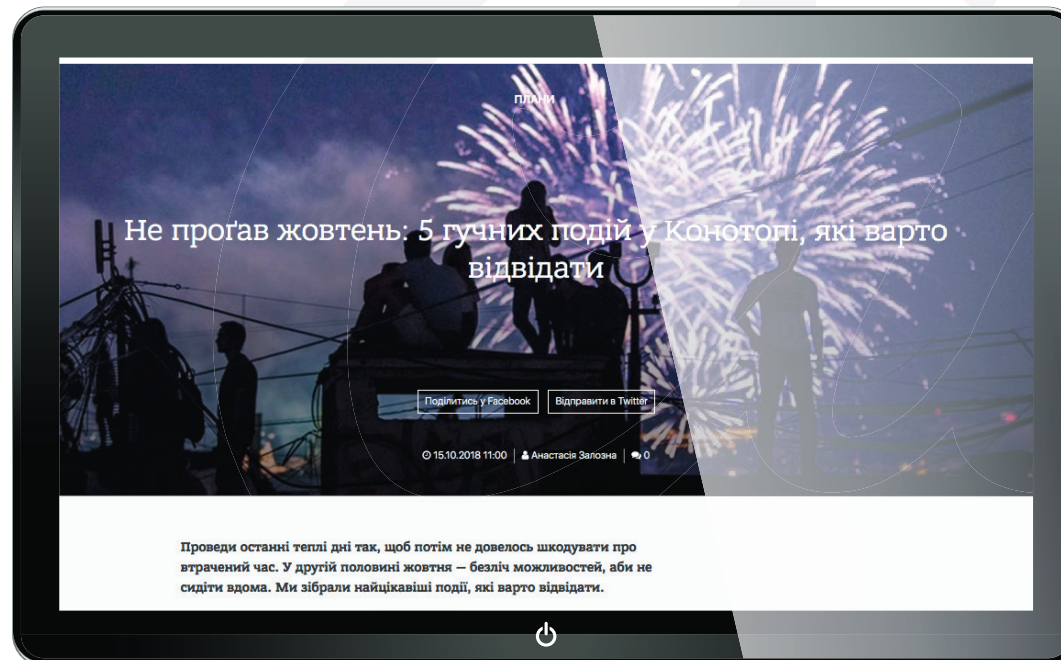 ПЛАНИ
Не проґав жовтень: 5 гучних подій у Конотопі, які варто
відвідати
Поділитись у Facebook Відправити в Twitter
15.10.2018 11:00 Анастасія Залозна 0
Проведи останні теплі дні так, щоб потім не довелось шкодувати про
втрачений час. У другій половині жовтня — безліч можливостей, аби не
сидіти вдома. Ми зібрали найцікавіші події, які варто відвідати.